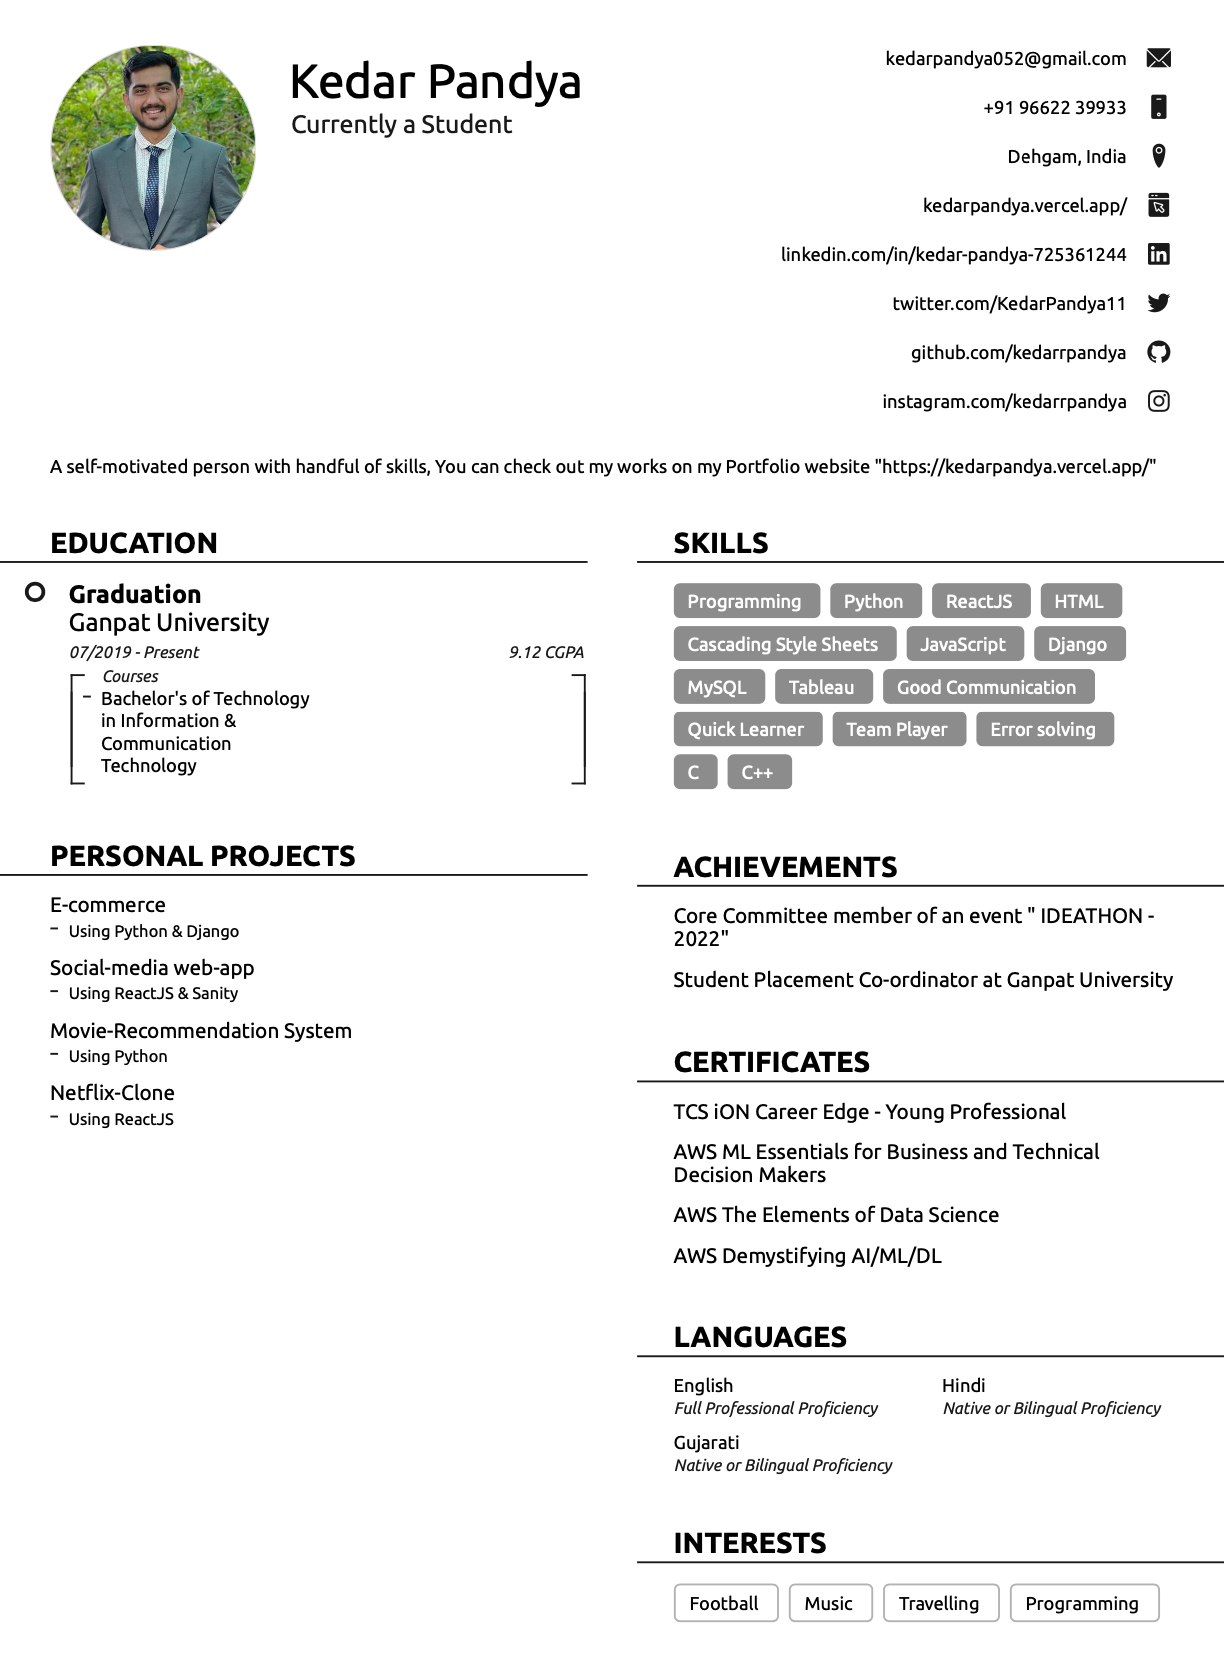 Kedar Pandya
Currently a Student
kedarpandya052@gmail.com
+91 96622 39933
Dehgam, India
kedarpandya.vercel.app/
linkedin.com/in/kedar-pandya-725361244
twitter.com/KedarPandya11
github.com/kedarrpandya
instagram.com/kedarrpandya
A self-motivated person with handful of skills, You can check out my works on my Portfolio website "https://kedarpandya.vercel.app/"
EDUCATION
Graduation
Ganpat University
07/2019 - Present 9.12 CGPA
Courses
- Bachelor's of Technology
in Information &
Communication
Technology
PERSONAL PROJECTS
E-commerce
- Using Python & Django
Social-media web-app
- Using ReactJS & Sanity
Movie-Recommendation System
- Using Python
Netflix-Clone
- Using ReactJS
SKILLS
Programming Python ReactJS HTML
Cascading Style Sheets JavaScript Django
MySQL Tableau Good Communication
Quick Learner Team Player Error solving
C C++
ACHIEVEMENTS
Core Committee member of an event " IDEATHON -
2022"
Student Placement Co-ordinator at Ganpat University
CERTIFICATES
TCS iON Career Edge - Young Professional
AWS ML Essentials for Business and Technical
Decision Makers
AWS The Elements of Data Science
AWS Demystifying AI/ML/DL
LANGUAGES
English Hindi
Full Professional Proficiency Native or Bilingual Proficiency
Gujarati
Native or Bilingual Proficiency
INTERESTS
Football Music Travelling Programming